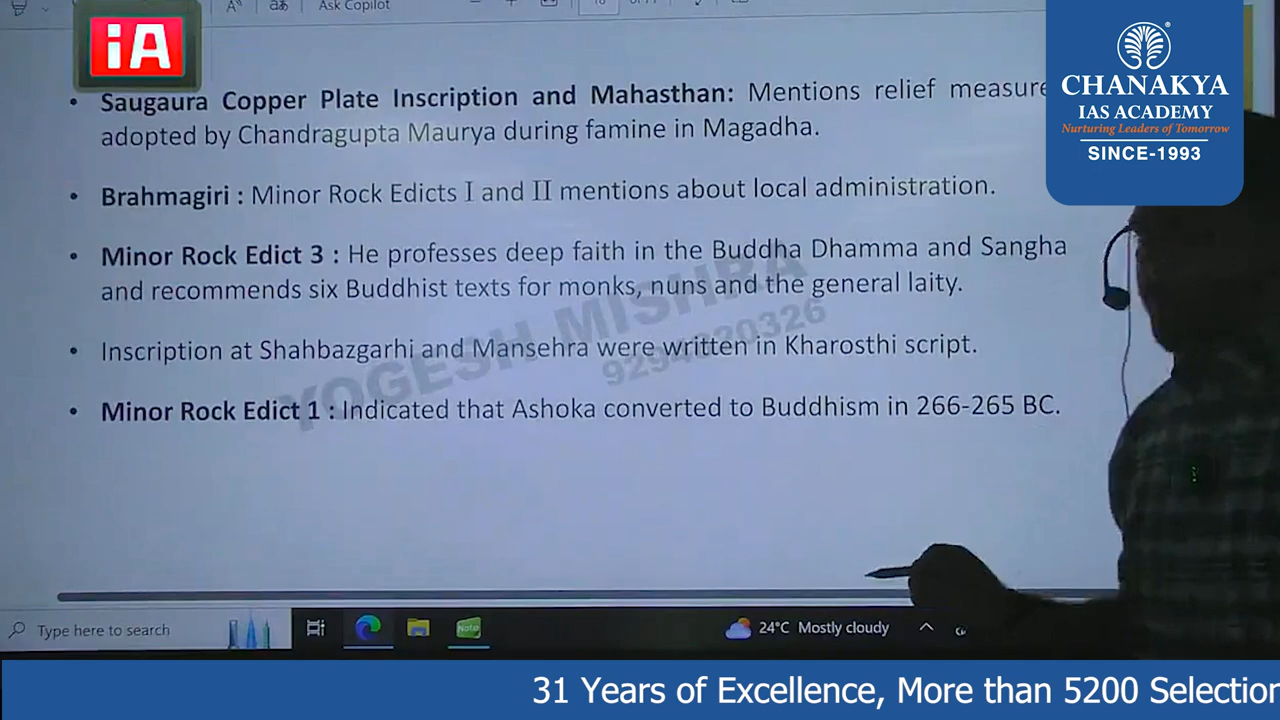 Ask Copilot
iA
CHANAKYA
IAS ACADEMY
Nurturing Leaders of Tomorrow
SINCE-1993
• Saugaura Copper Plate Inscription and Mahasthan: Mentions relief measure
adopted by Chandragupta Maurya during famine in Magadha.
• Brahmagiri : Minor Rock Edicts I and II mentions about local administration.
• Minor Rock Edict 3 : He professes deep faith in the Buddha Dhamma and Sangha
and recommends six Buddhist texts for monks, nuns and the general laity.
• Inscription at Shahbazgarhi and Mansehra were written in Kharosthi script.
• Minor Rock Edict 1 : Indicated that Ashoka converted to Buddhism in 266-265 BC.
YOGESH MISHRA
Type here to search
Note
24°C Mostly cloudy
31 Years of Excellence, More than 5200 Selection